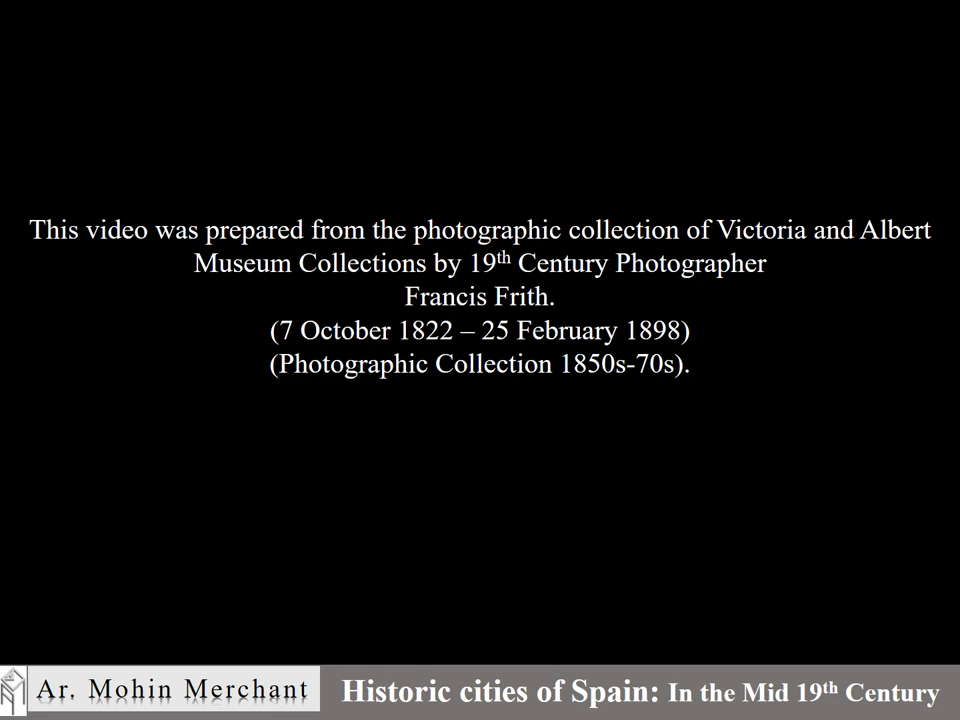 This video was prepared from the photographic collection of Victoria and Albert
Museum Collections by 19th Century Photographer
Francis Frith.
(7 October 1822 – 25 February 1898)
(Photographic Collection 1850s-70s).
Ar. Mohin Merchant
Historic cities of Spain: In the Mid 19th Century